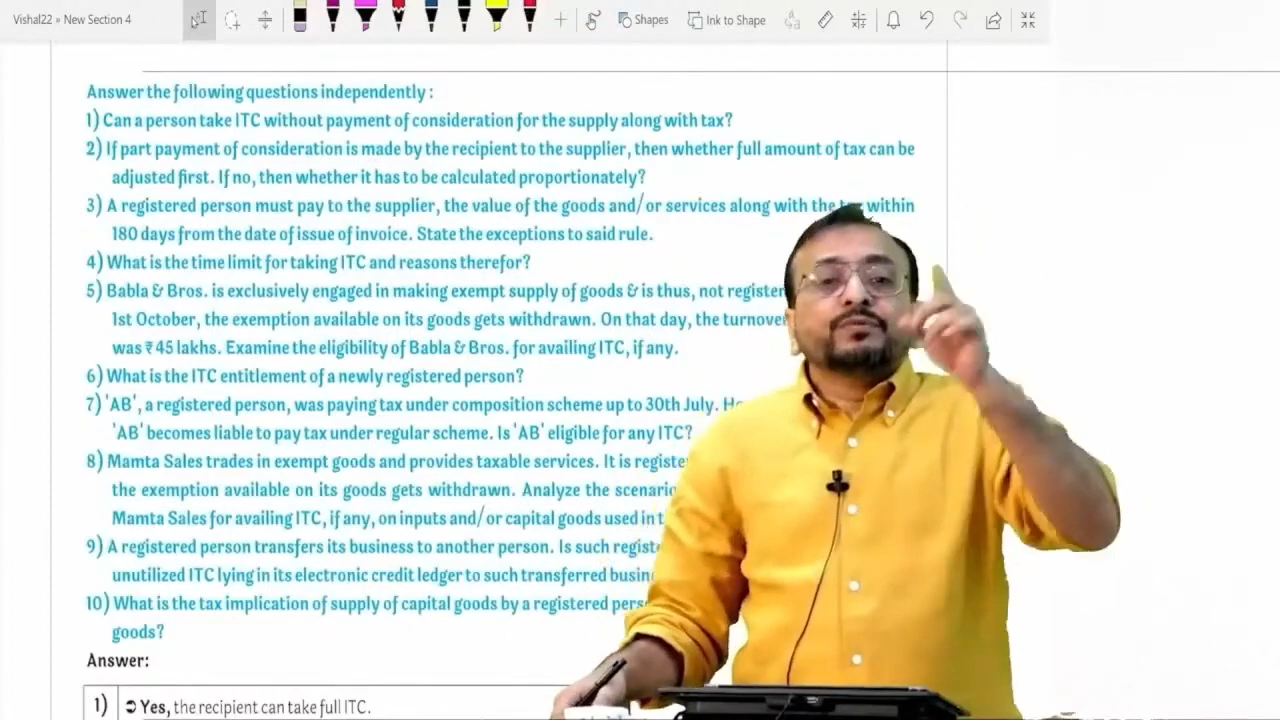 Vishal22 » New Section 4
Shapes
Ink to Shape
Answer the following questions independently :
1) Can a person take ITC without payment of consideration for the supply along with tax?
2) If part payment of consideration is made by the recipient to the supplier, then whether full amount of tax can be
adjusted first. If no, then whether it has to be calculated proportionately?
3) A registered person must pay to the supplier, the value of the goods and/or services along with the tax within
180 days from the date of issue of invoice. State the exceptions to said rule.
4) What is the time limit for taking ITC and reasons therefor?
5) Babla & Bros. is exclusively engaged in making exempt supply of goods & is thus, not
1st October, the exemption available on its goods gets withdrawn. On that day, the
was ₹ 45 lakhs. Examine the eligibility of Babla & Bros. for availing ITC, if any.
6) What is the ITC entitlement of a newly registered person?
7) 'AB', a registered person, was paying tax under composition scheme up to 30th July.
'AB' becomes liable to pay tax under regular scheme. Is 'AB' eligible for any ITC?
8) Mamta Sales trades in exempt goods and provides taxable services. It is
the exemption available on its goods gets withdrawn. Analyze the
Mamta Sales for availing ITC, if any, on inputs and/or capital goods used in
9) A registered person transfers its business to another person. Is such
unutilized ITC lying in its electronic credit ledger to such transferred
10) What is the tax implication of supply of capital goods by a registered
goods?
Answer:
1) ➲ Yes, the recipient can take full ITC.